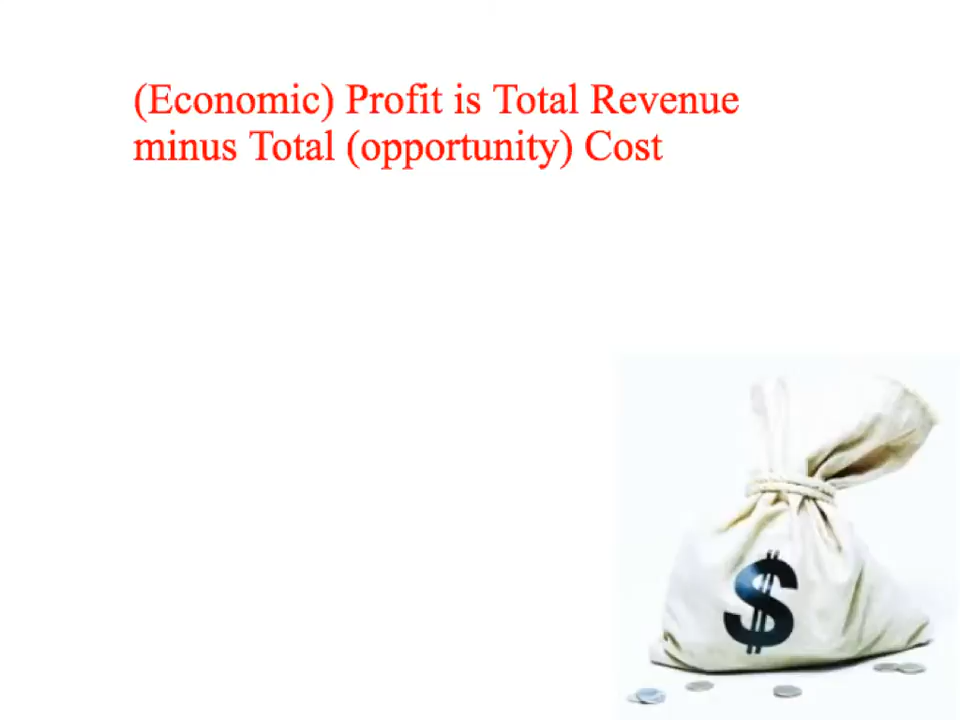 (Economic) Profit is Total Revenue
minus Total (opportunity) Cost
$